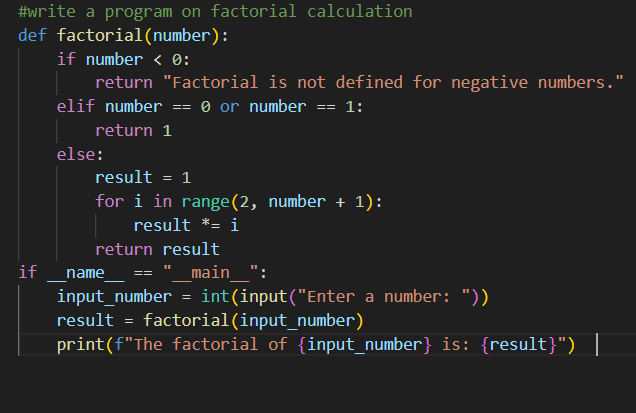 #write a program on factorial calculation
def factorial(number):
    if number < 0:
        return "Factorial is not defined for negative numbers."
    elif number == 0 or number == 1:
        return 1
    else:
        result = 1
        for i in range(2, number + 1):
            result *= i
        return result
if __name__ == "__main__":
    input_number = int(input("Enter a number: "))
    result = factorial(input_number)
    print(f"The factorial of {input_number} is: {result}")